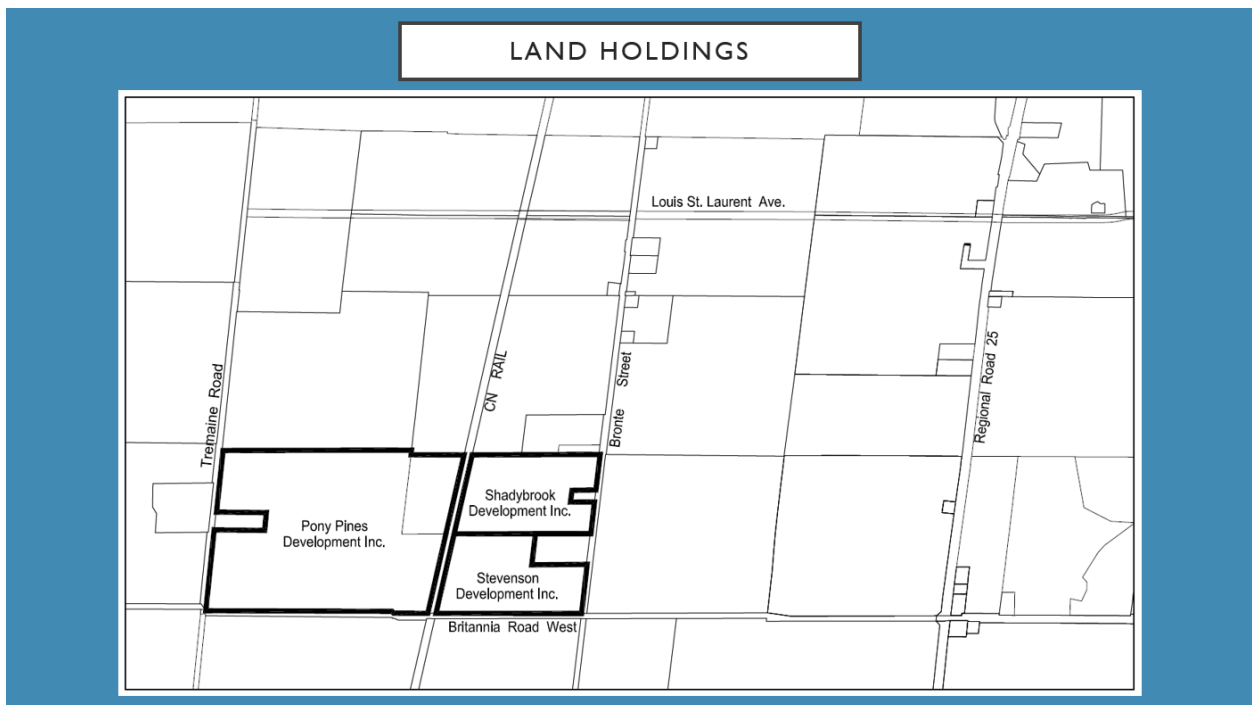 LAND HOLDINGS
Louis St. Laurent Ave.
CN RAIL
Bronte Street
Regional Road 25
Tremaine Road
Shadybrook
Development Inc.
Pony Pines
Development Inc.
Stevenson
Development Inc.
Britannia Road West